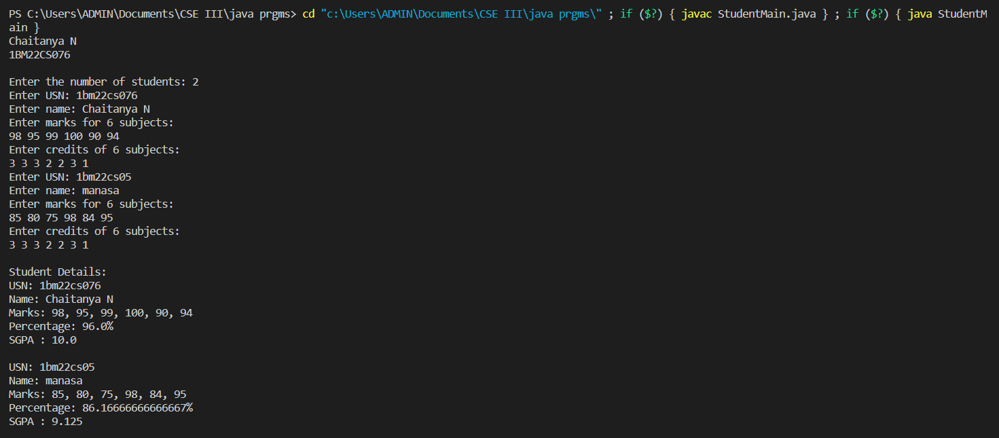 PS C:\Users\ADMIN\Documents\CSE III\java prgms> cd "c:\Users\ADMIN\Documents\CSE III\java prgms\" ; if ($?) { javac StudentMain.java } ; if ($?) { java StudentM
ain }
Chaitanya N
1BM22CS076

Enter the number of students: 2
Enter USN: 1bm22cs076
Enter name: Chaitanya N
Enter marks for 6 subjects:
98 95 99 100 90 94
Enter credits of 6 subjects:
3 3 3 2 2 3 1
Enter USN: 1bm22cs05
Enter name: manasa
Enter marks for 6 subjects:
85 80 75 98 84 95
Enter credits of 6 subjects:
3 3 3 2 2 3 1

Student Details:
USN: 1bm22cs076
Name: Chaitanya N
Marks: 98, 95, 99, 100, 90, 94
Percentage: 96.0%
SGPA : 10.0

USN: 1bm22cs05
Name: manasa
Marks: 85, 80, 75, 98, 84, 95
Percentage: 86.16666666666667%
SGPA : 9.125